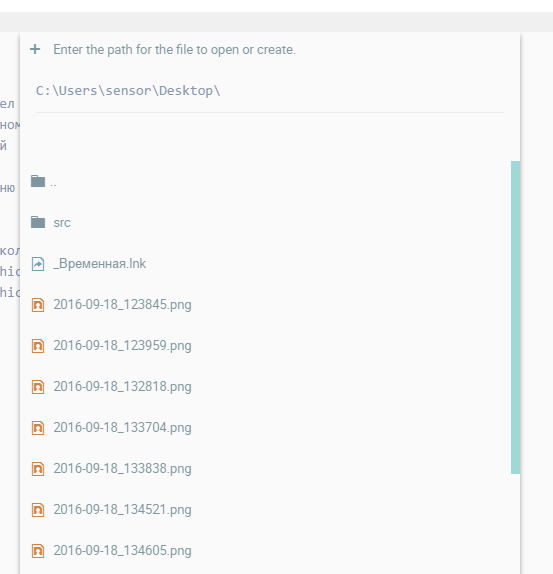 Enter the path for the file to open or create.
C:\Users\sensor\Desktop\
ел
ном
й
..
ню
src
кол
_Временная.lnk
hic
hic
2016-09-18_123845.png
2016-09-18_123959.png
2016-09-18_132818.png
2016-09-18_133704.png
2016-09-18_133838.png
2016-09-18_134521.png
2016-09-18_134605.png